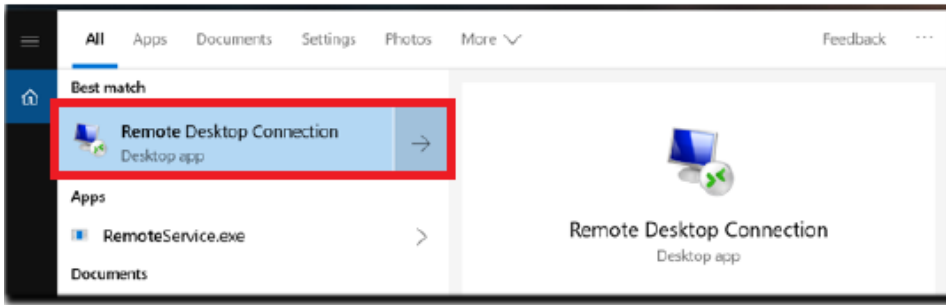 All Apps Documents Settings Photos More Feedback ...
Best match
Remote Desktop Connection
Desktop app
Apps
RemoteService.exe
Documents
Remote Desktop Connection
Desktop app